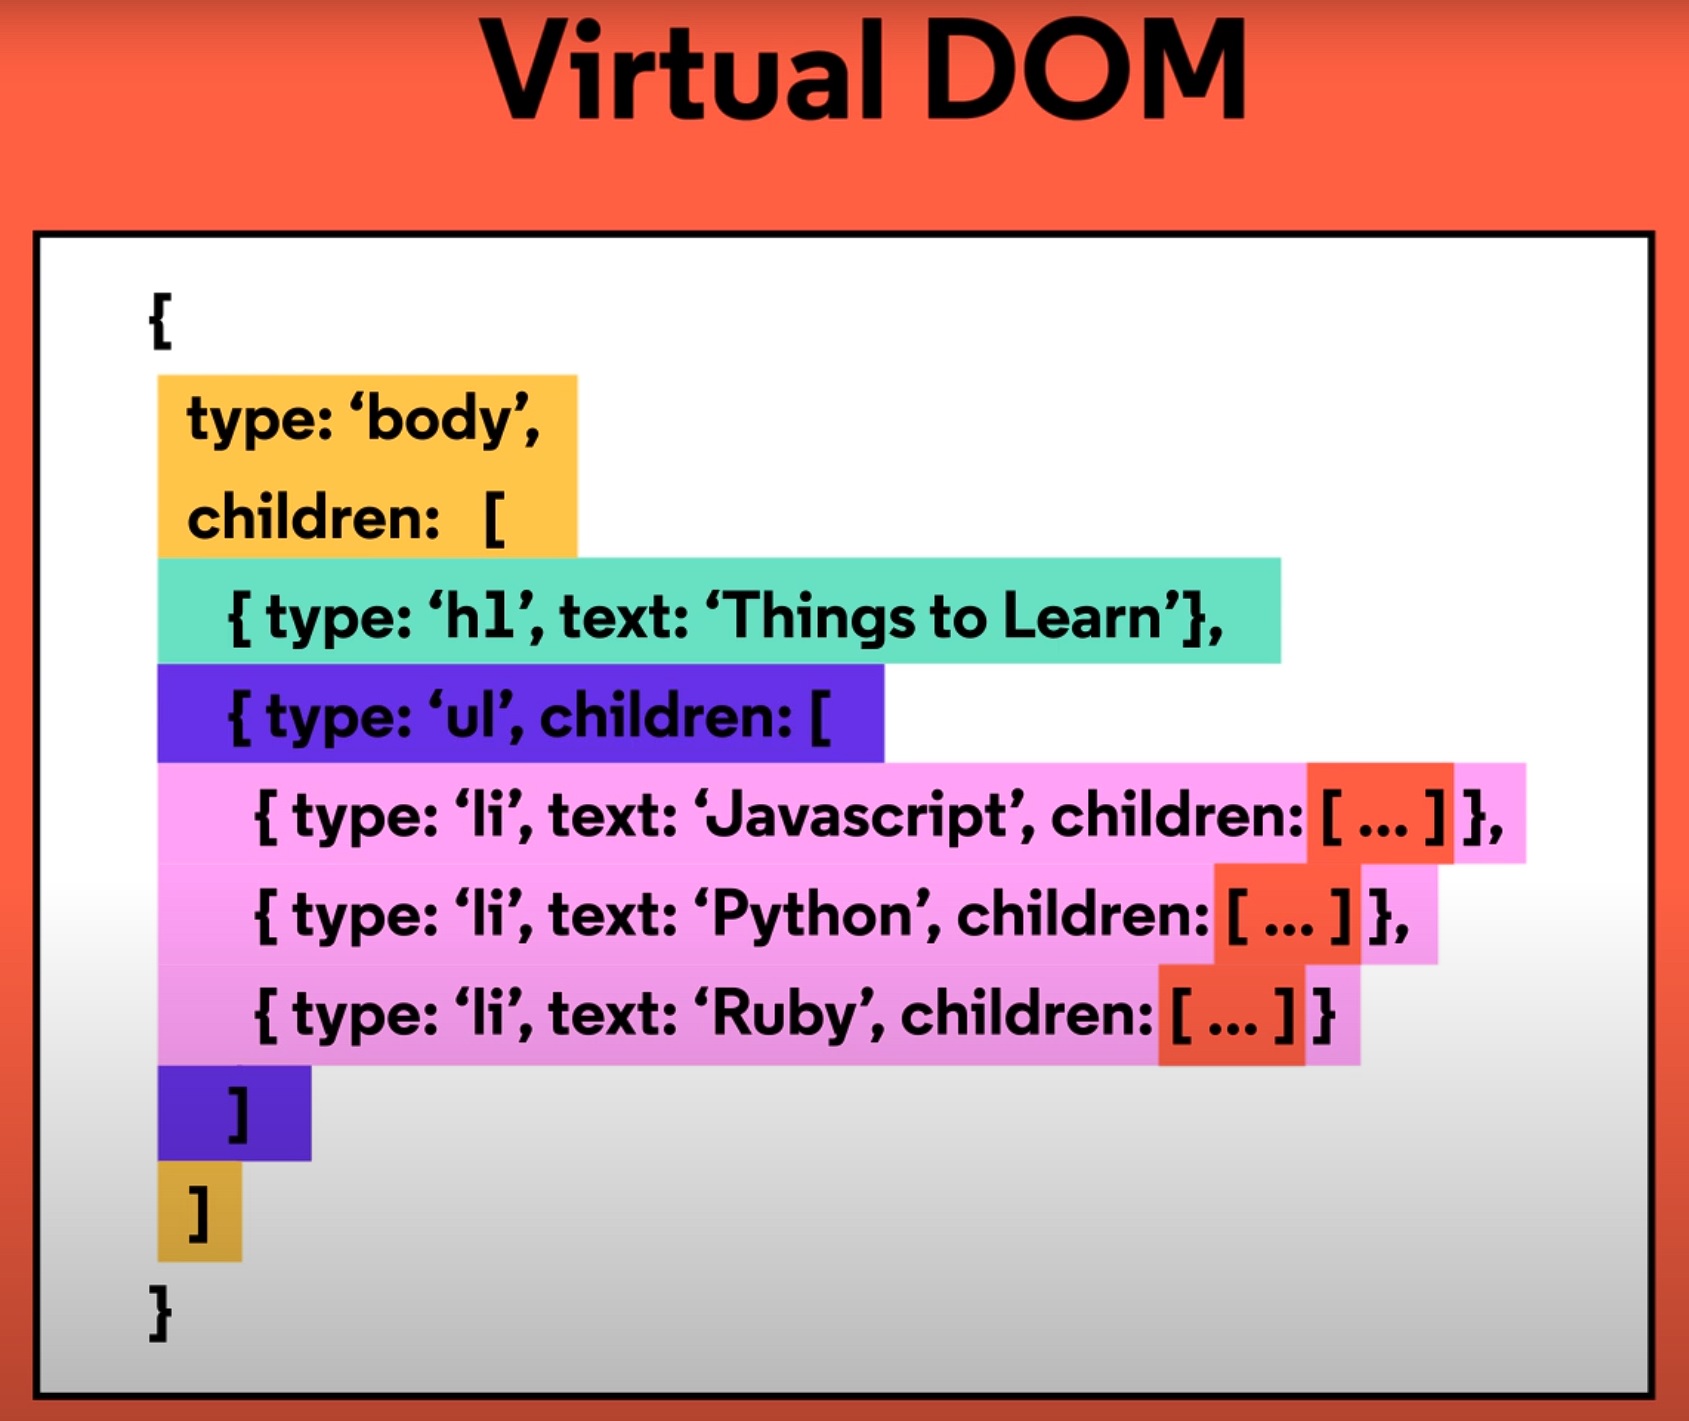 Virtual DOM
{
type: ‘body’,
children: [
{ type: ‘h1’, text: ‘Things to Learn’},
{ type: ‘ul’, children: [
{ type: ‘li’, text: ‘Javascript’, children: [ ... ] },
{ type: ‘li’, text: ‘Python’, children: [ ... ] },
{ type: ‘li’, text: ‘Ruby’, children: [ ... ] }
]
]
}